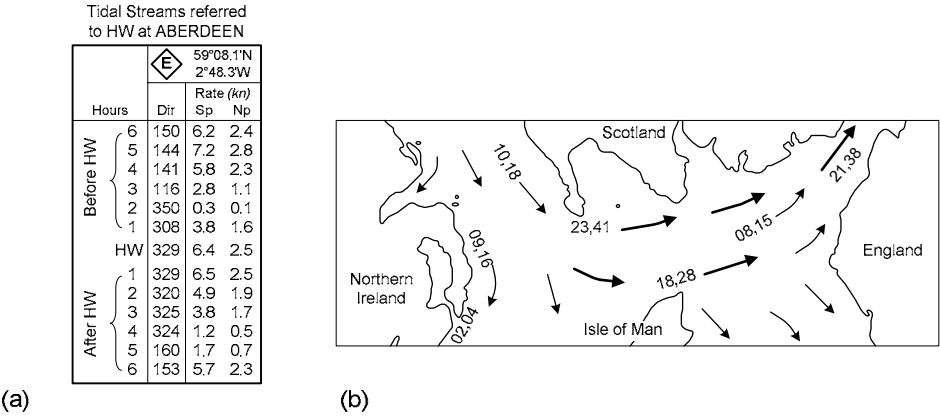 Tidal Streams referred
to HW at ABERDEEN
E
59°08.1'N
2°48.3'W
Rate (kn)
Hours Dir Sp Np
Before HW
6 150 6.2 2.4
5 144 7.2 2.8
4 141 5.8 2.3
3 116 2.8 1.1
2 350 0.3 0.1
1 308 3.8 1.6
HW 329 6.4 2.5
After HW
1 329 6.5 2.5
2 320 4.9 1.9
3 325 3.8 1.7
4 324 1.2 0.5
5 160 1.7 0.7
6 153 5.7 2.3
(a)
Scotland
10,18
21,38
23,41
08,15
09,16
England
18,28
Northern
Ireland
02,04
Isle of Man
(b)